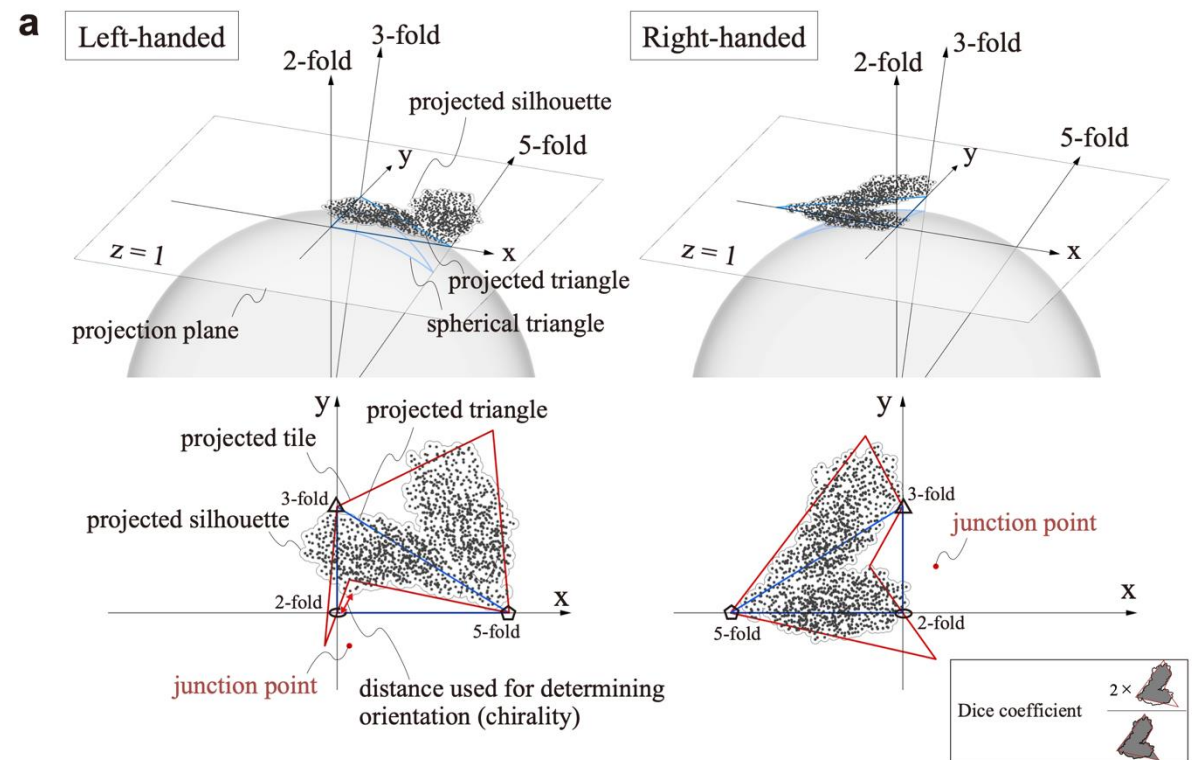 a
Left-handed
2-fold
3-fold
projected silhouette
5-fold
y
x
z = 1
projected triangle
spherical triangle
projection plane
Right-handed
2-fold
3-fold
5-fold
y
x
z = 1
y
projected triangle
projected tile
3-fold
projected silhouette
2-fold
x
5-fold
junction point
distance used for determining
orientation (chirality)
y
3-fold
junction point
x
5-fold
2-fold
Dice coefficient
2 ×